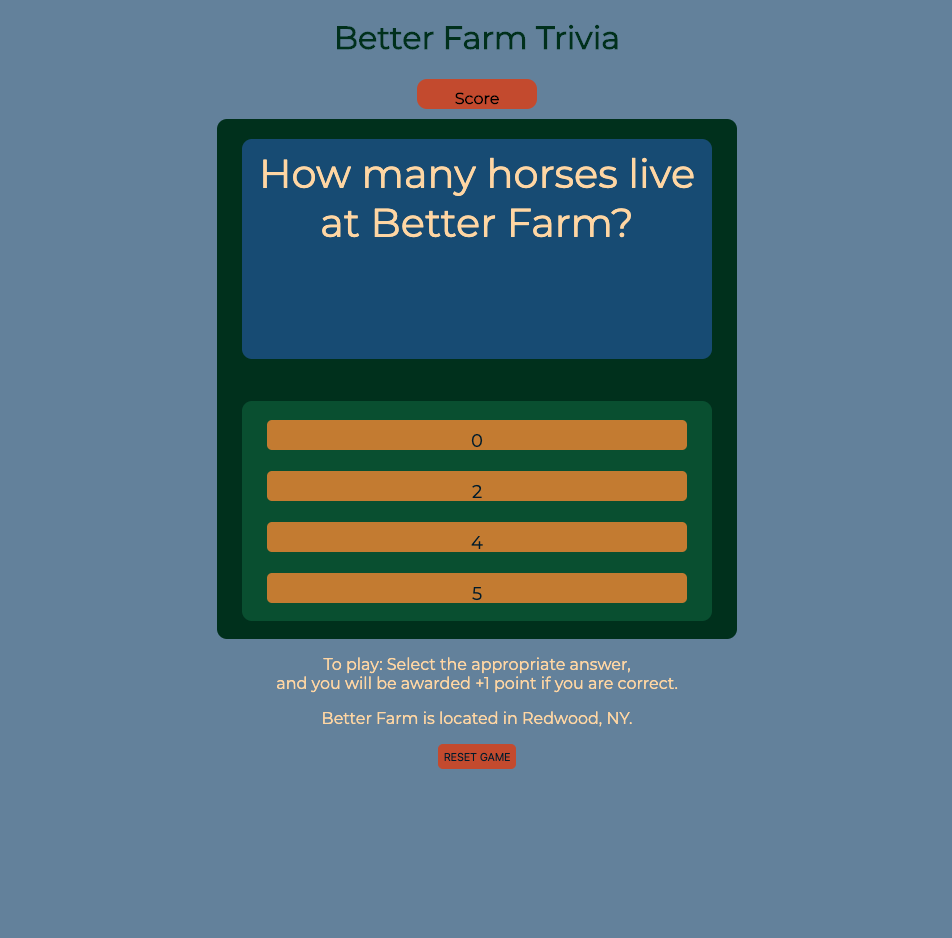 Better Farm Trivia
Score
How many horses live
at Better Farm?
0
2
4
5
To play: Select the appropriate answer,
and you will be awarded +1 point if you are correct.
Better Farm is located in Redwood, NY.
RESET GAME